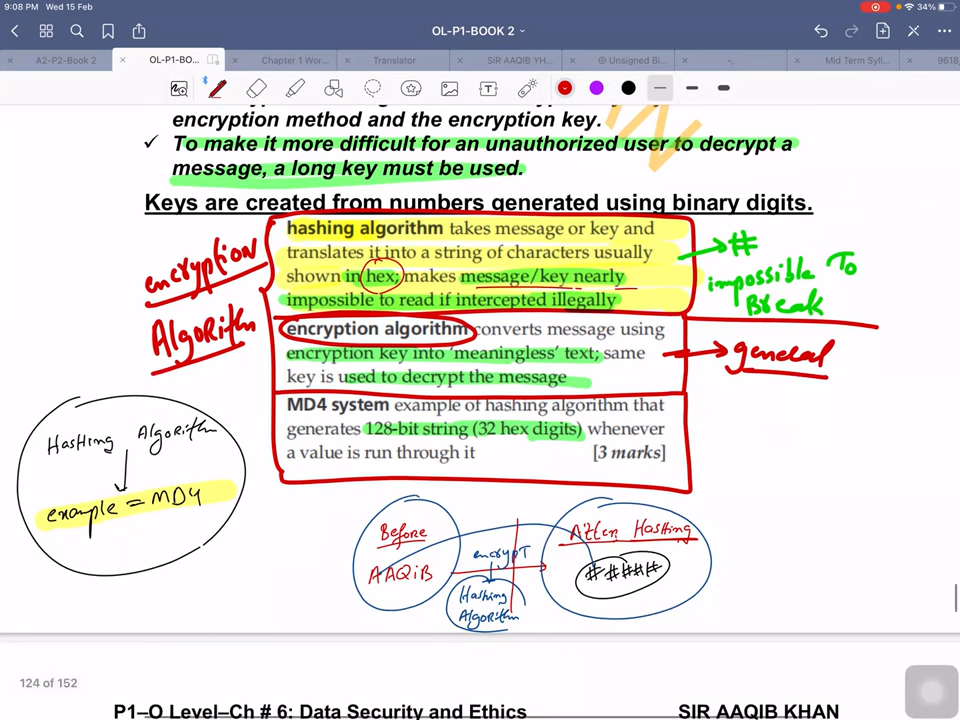 9:08 PM Wed 15 Feb
34%
OL-P1-BOOK 2
A2-P2-Book 2
OL-P1-BO...
Chapter 1 Wor...
Translator
SIR AAQIB YH...
Unsigned Bi...
Mid Term Syll...
9618
encryption method and the encryption key.
✓ To make it more difficult for an unauthorized user to decrypt a
message, a long key must be used.
Keys are created from numbers generated using binary digits.
hashing algorithm takes message or key and
translates it into a string of characters usually
shown in hex; makes message/key nearly
impossible to read if intercepted illegally
encryption algorithm converts message using
encryption key into 'meaningless' text; same
key is used to decrypt the message
MD4 system example of hashing algorithm that
generates 128-bit string (32 hex digits) whenever
a value is run through it [3 marks]
encryption
Algorithm
#
impossible To
Break
general
Hashing Algorithm
example = MD4
Before
AAQiB
encrypT
Hashing
Algorithm
After Hashing
#####
124 of 152
P1–O Level–Ch # 6: Data Security and Ethics SIR AAQIB KHAN